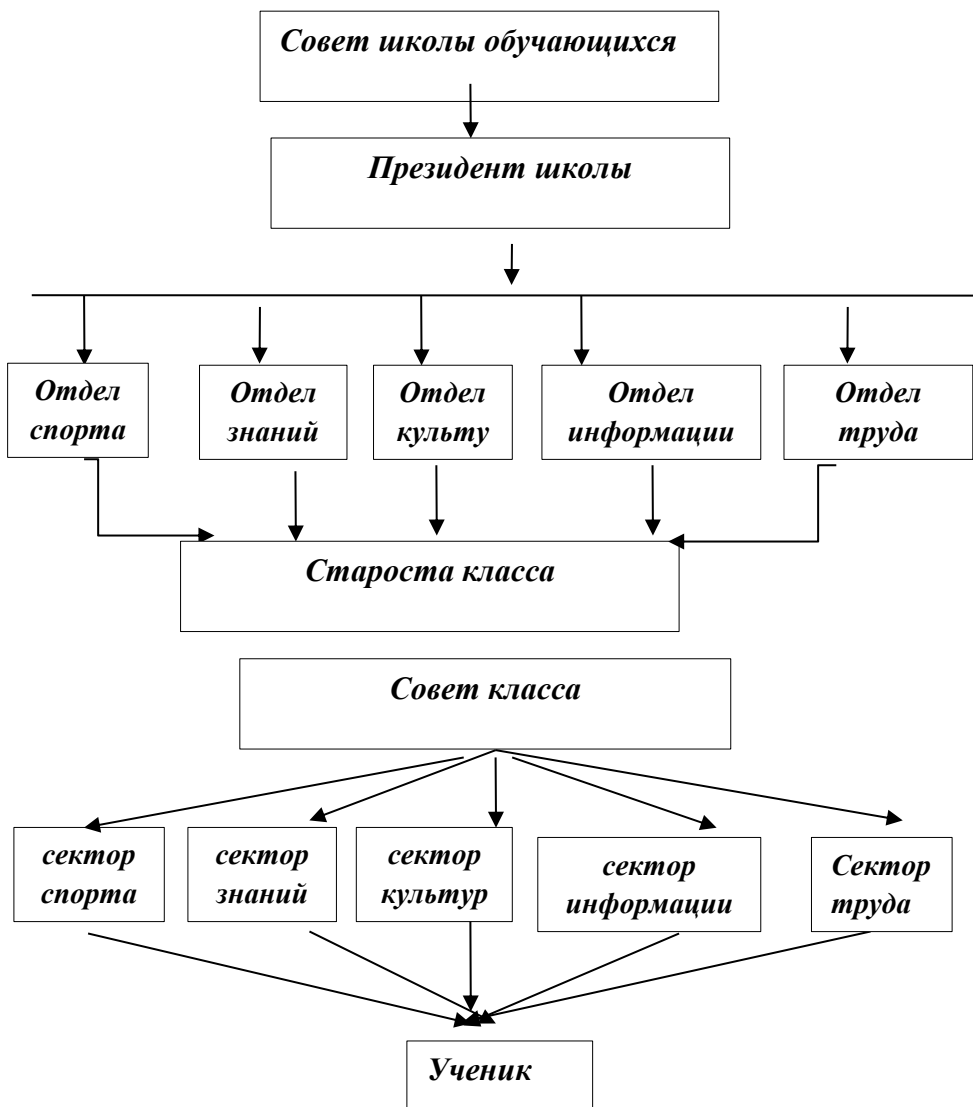 Совет школы обучающихся
Президент школы
Отдел
спорта
Отдел
знаний
Отдел
культу
Отдел
информации
Отдел
труда
Староста класса
Совет класса
сектор
спорта
сектор
знаний
сектор
культур
сектор
информации
Сектор
труда
Ученик